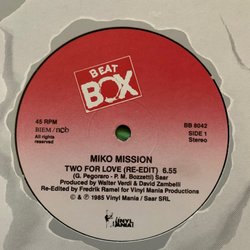 BEAT
BOX
45 RPM
BIEM/ncb
All rights
reserved
BB 8042
SIDE 1
Stereo
MIKO MISSION
TWO FOR LOVE (RE-EDIT) 6.55
(G. Pegoraro - P. M. Bozzetti) Saar
Produced by Walter Verdi & David Zambelli
Re-Edited by Fredrik Ramel for Vinyl Mania Productions
© & ℗ 1985 Vinyl Mania / Saar SRL
VINYL
MANIA!